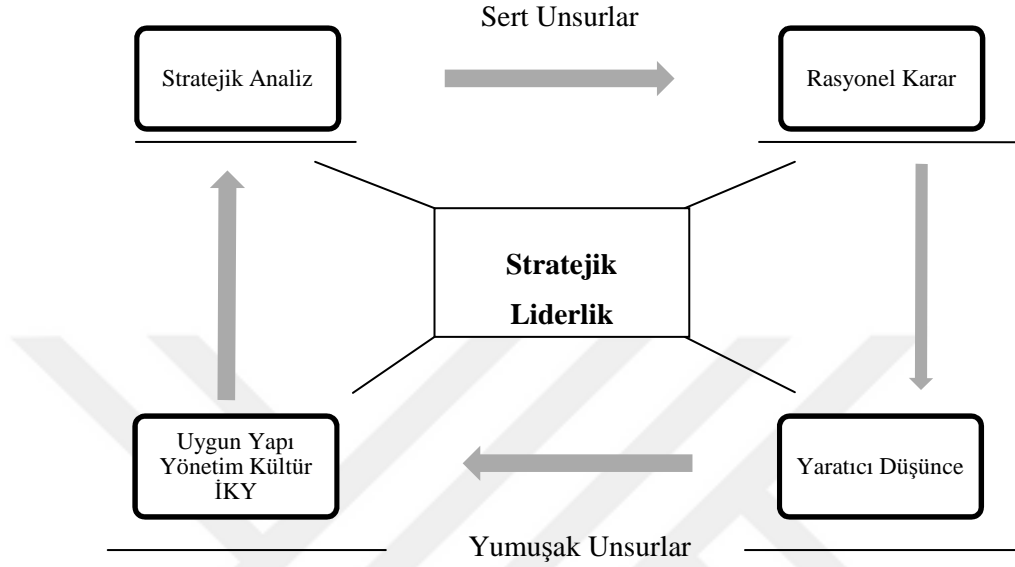 Sert Unsurlar
Stratejik Analiz
Rasyonel Karar
Stratejik
Liderlik
Uygun Yapı
Yönetim Kültür
İKY
Yaratıcı Düşünce
Yumuşak Unsurlar